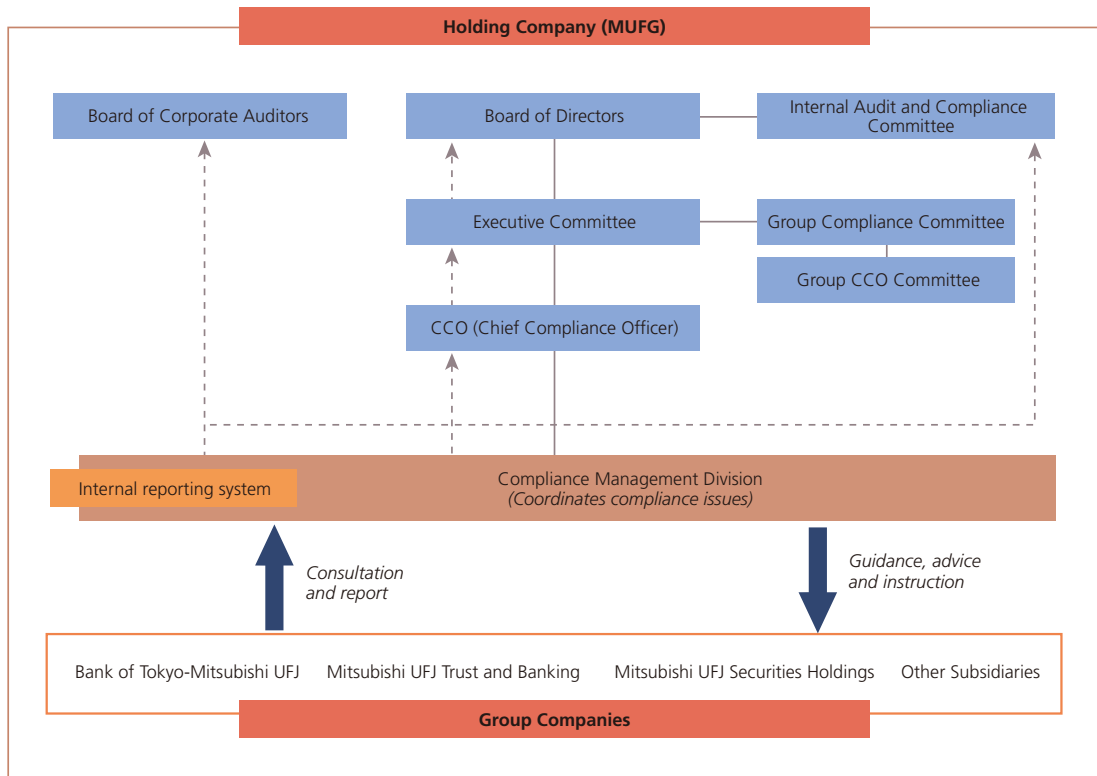 Holding Company (MUFG)
Board of Corporate Auditors
Board of Directors
Internal Audit and Compliance
Committee
Executive Committee
Group Compliance Committee
Group CCO Committee
CCO (Chief Compliance Officer)
Internal reporting system
Compliance Management Division
(Coordinates compliance issues)
Consultation
and report
Guidance, advice
and instruction
Bank of Tokyo-Mitsubishi UFJ
Mitsubishi UFJ Trust and Banking
Mitsubishi UFJ Securities Holdings
Other Subsidiaries
Group Companies